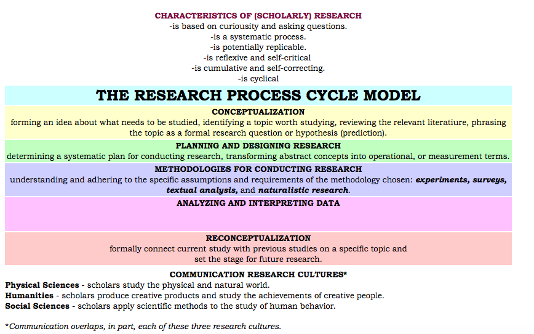 CHARACTERISTICS OF (SCHOLARLY) RESEARCH
-is based on curiousity and asking questions.
-is a systematic process.
-is potentially replicable.
-is reflexive and self-critical
-is cumulative and self-correcting.
-is cyclical
THE RESEARCH PROCESS CYCLE MODEL
CONCEPTUALIZATION
forming an idea about what needs to be studied, identifying a topic worth studying, reviewing the relevant literatiure, phrasing
the topic as a formal research question or hypothesis (prediction).
PLANNING AND DESIGNING RESEARCH
determining a systematic plan for conducting research, transforming abstract concepts into operational, or measurement terms.
METHODOLOGIES FOR CONDUCTING RESEARCH
understanding and adhering to the specific assumptions and requirements of the methodology chosen: experiments, surveys,
textual analysis, and naturalistic research.
ANALYZING AND INTERPRETING DATA
RECONCEPTUALIZATION
formally connect current study with previous studies on a specific topic and
set the stage for future research.
COMMUNICATION RESEARCH CULTURES*
Physical Sciences - scholars study the physical and natural world.
Humanities - scholars produce creative products and study the achievements of creative people.
Social Sciences - scholars apply scientific methods to the study of human behavior.
*Communication overlaps, in part, each of these three research cultures.